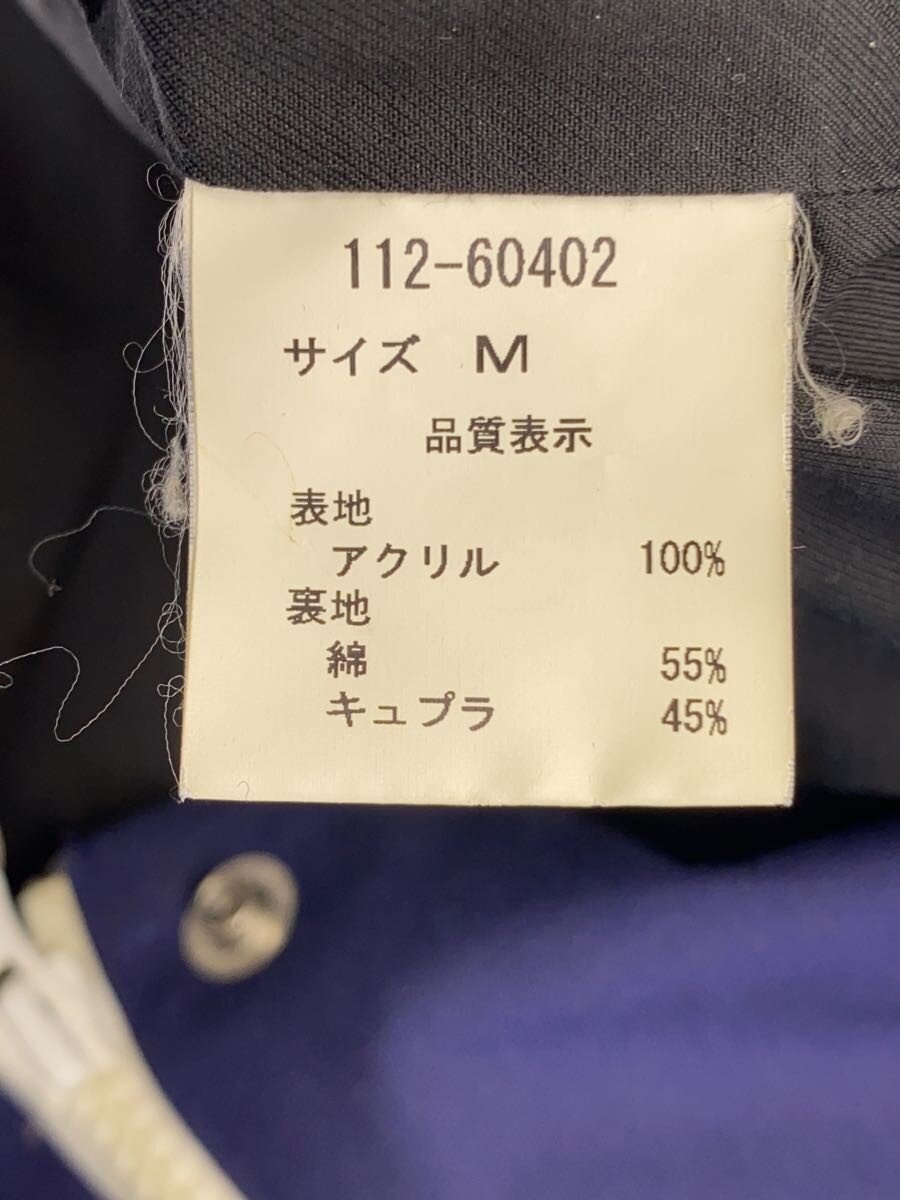 112-60402
サイズ M
品質表示
表地
アクリル 100%
裏地
綿 55%
キュプラ 45%